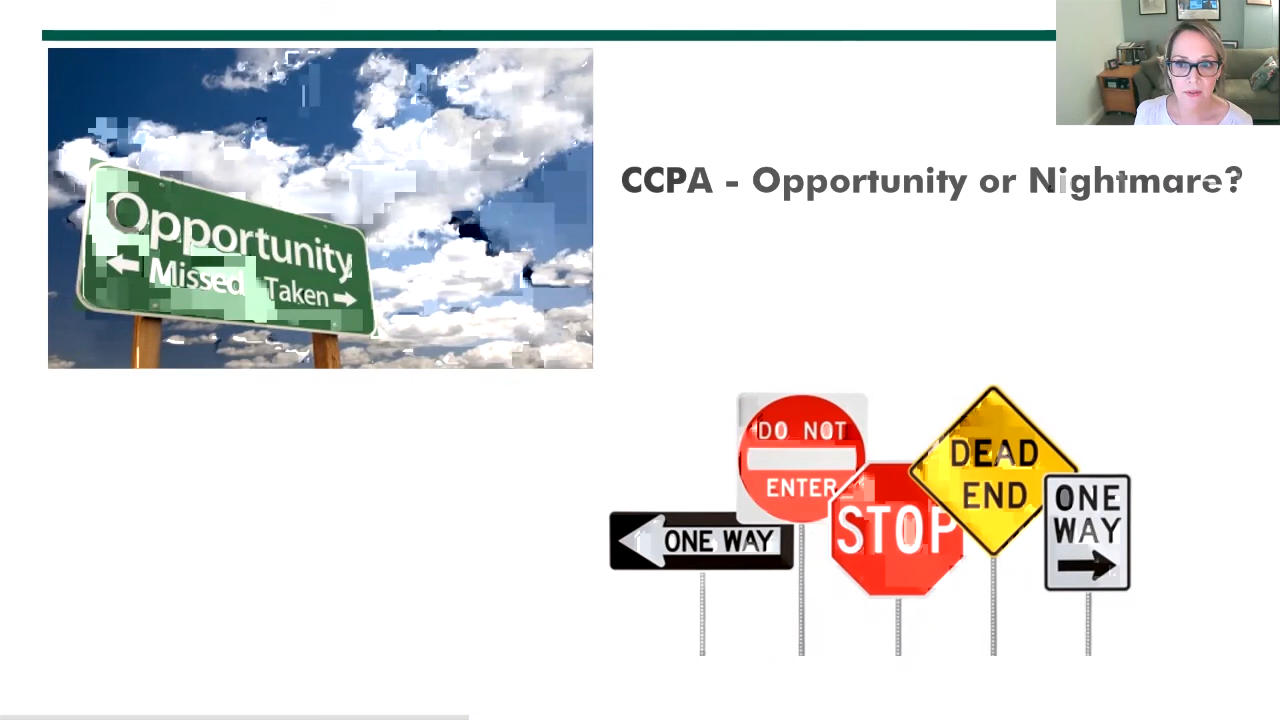 CCPA - Opportunity or Nightmare?
Opportunity
Missed Taken
DO NOT
ENTER
ONE WAY
STOP
DEAD
END
ONE
WAY